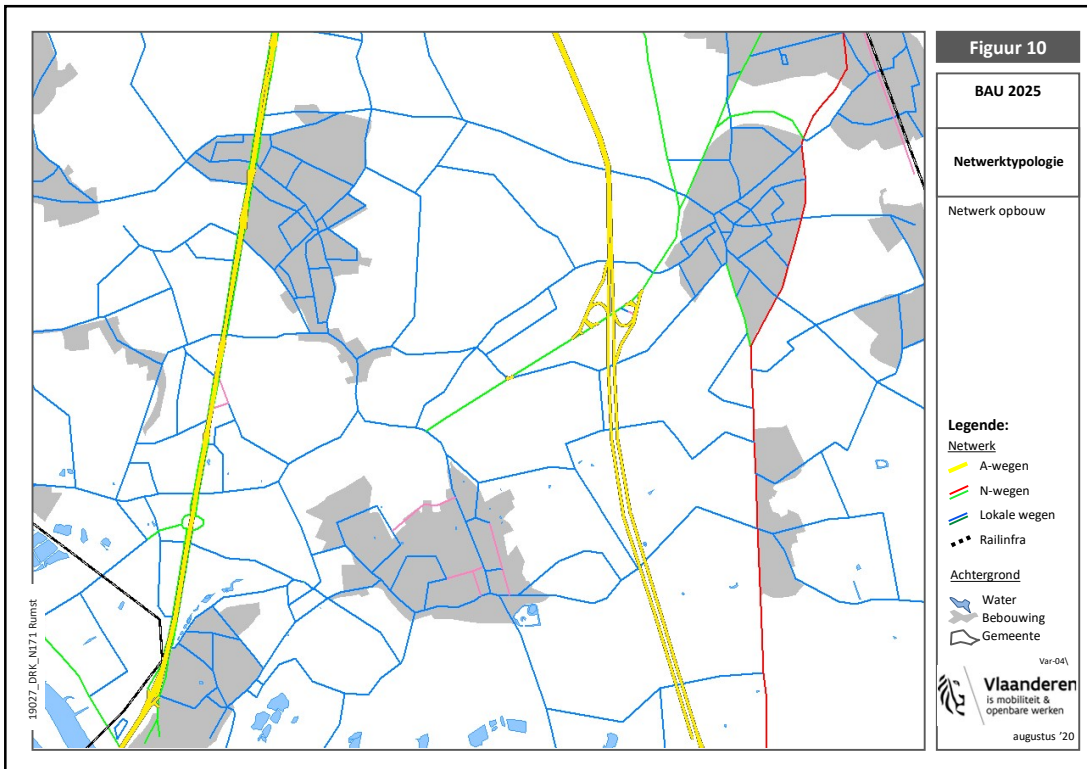 Figuur 10
BAU 2025
Netwerktypologie
Netwerk opbouw
Legende:
Netwerk
A-wegen
N-wegen
Lokale wegen
Railinfra
Achtergrond
Water
Bebouwing
Gemeente
Var-04\
Vlaanderen
is mobiliteit &
openbare werken
augustus '20
19027_DRK_N171 Rumst